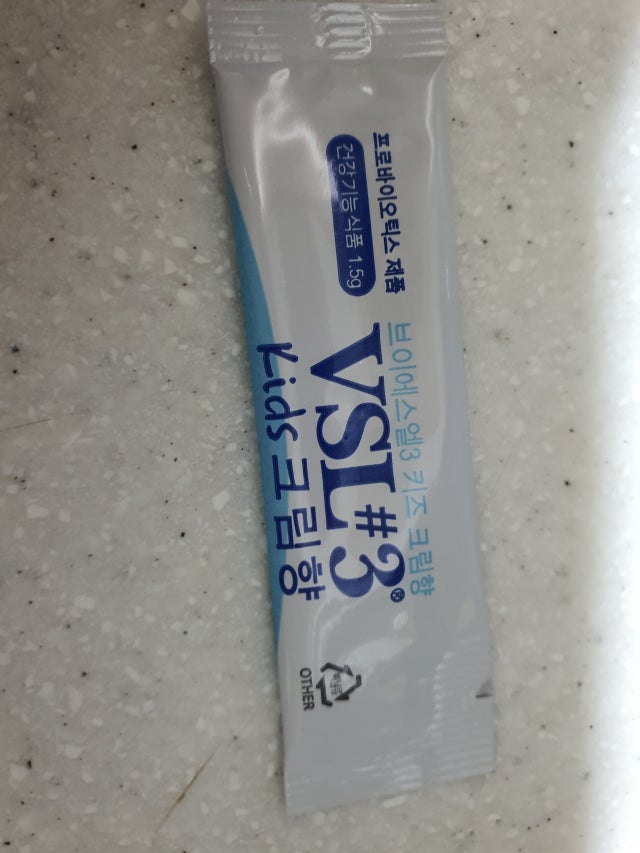 프로바이오틱스 제품
건강기능식품 1.5g
브이에스엘3 키즈 크림향
VSL#3®
Kids 크림향
OTHER